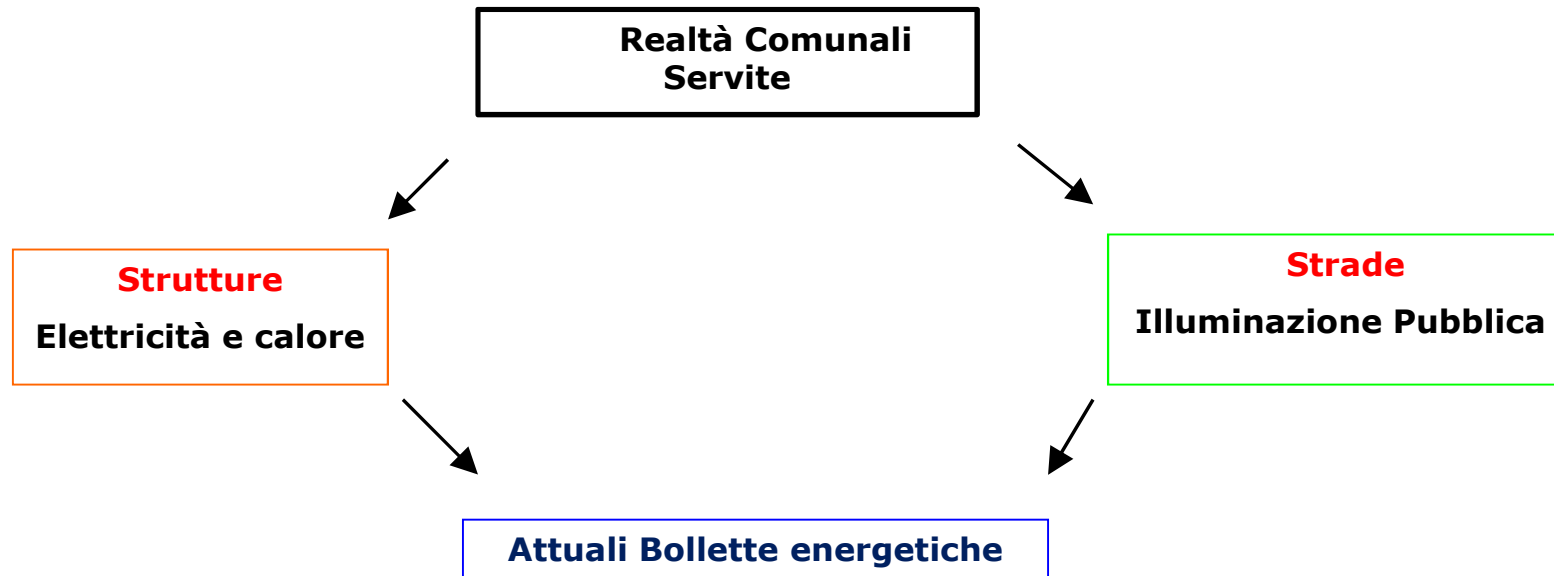 Realtà Comunali
Servite
Strutture
Elettricità e calore
Strade
Illuminazione Pubblica
Attuali Bollette energetiche